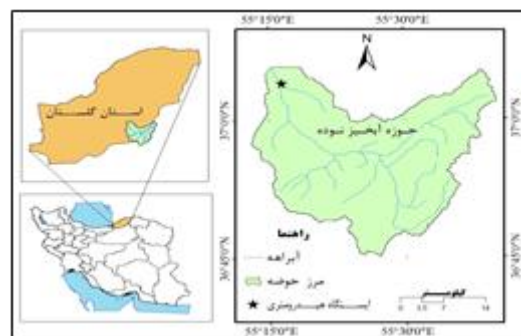 55°15'0"E
55°30'0"E
استان گلستان
حوزه آبخیز نوده
37°0'0"N
37°0'0"N
راهنما
آبراهه
مرز حوضه
ایستگاه هیدرومتری
کیلومتر
36°45'0"N
36°45'0"N
55°15'0"E
55°30'0"E